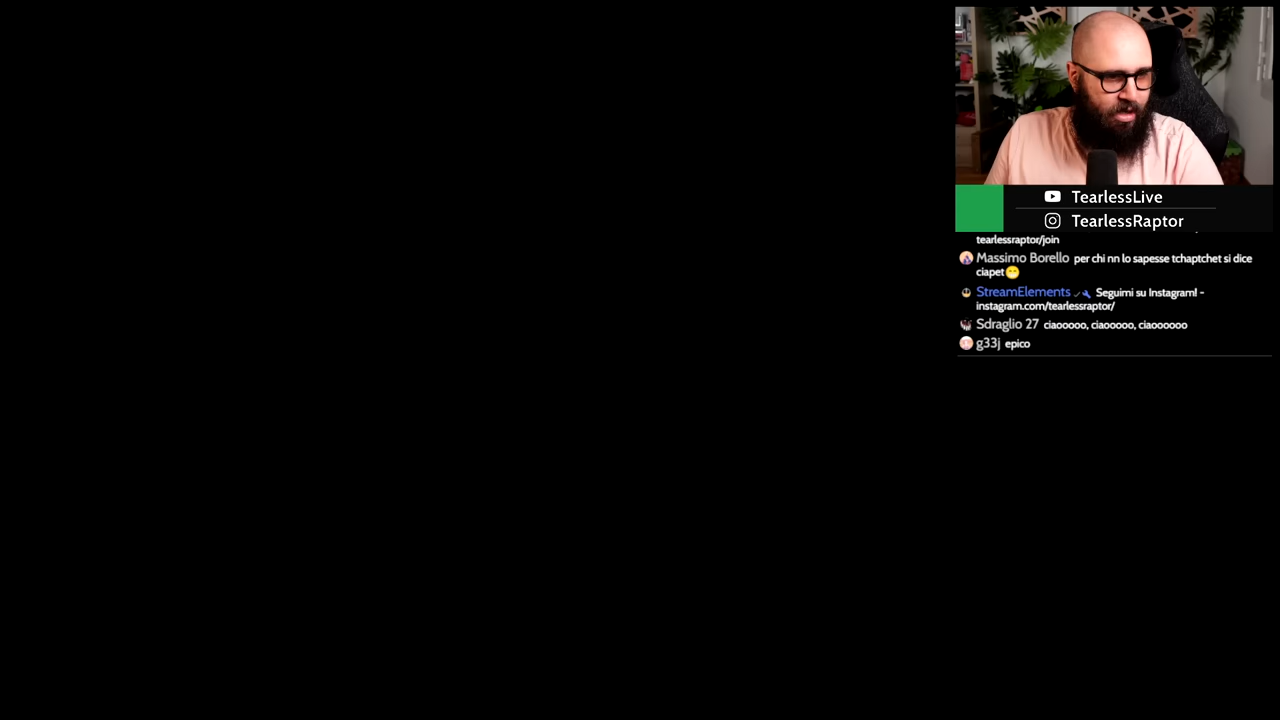 TearlessLive
TearlessRaptor
tearlessraptor/join
Massimo Borello per chi nn lo sapesse tchaptchet si dice
ciapet😁
StreamElements Seguimi su Instagram! -
instagram.com/tearlessraptor/
Sdraglio 27 ciaooooo, ciaooooo, ciaoooooo
g33j epico